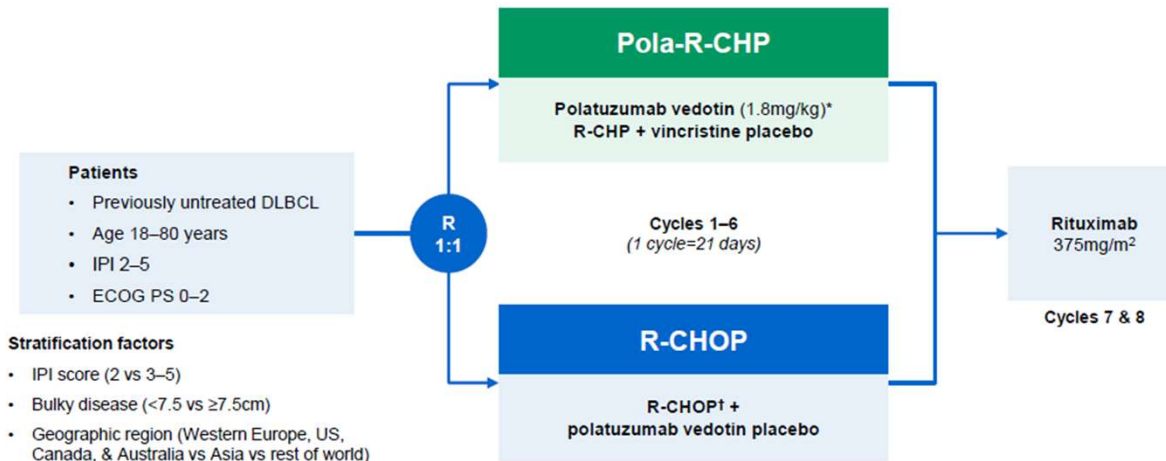 Pola-R-CHP
Polatuzumab vedotin (1.8mg/kg)*
R-CHP + vincristine placebo
Patients
• Previously untreated DLBCL
• Age 18–80 years
• IPI 2–5
• ECOG PS 0–2
R
1:1
Cycles 1–6
(1 cycle=21 days)
Rituximab
375mg/m²
Cycles 7 & 8
Stratification factors
• IPI score (2 vs 3–5)
• Bulky disease (<7.5 vs ≥7.5cm)
• Geographic region (Western Europe, US,
Canada, & Australia vs Asia vs rest of world)
R-CHOP
R-CHOP† +
polatuzumab vedotin placebo